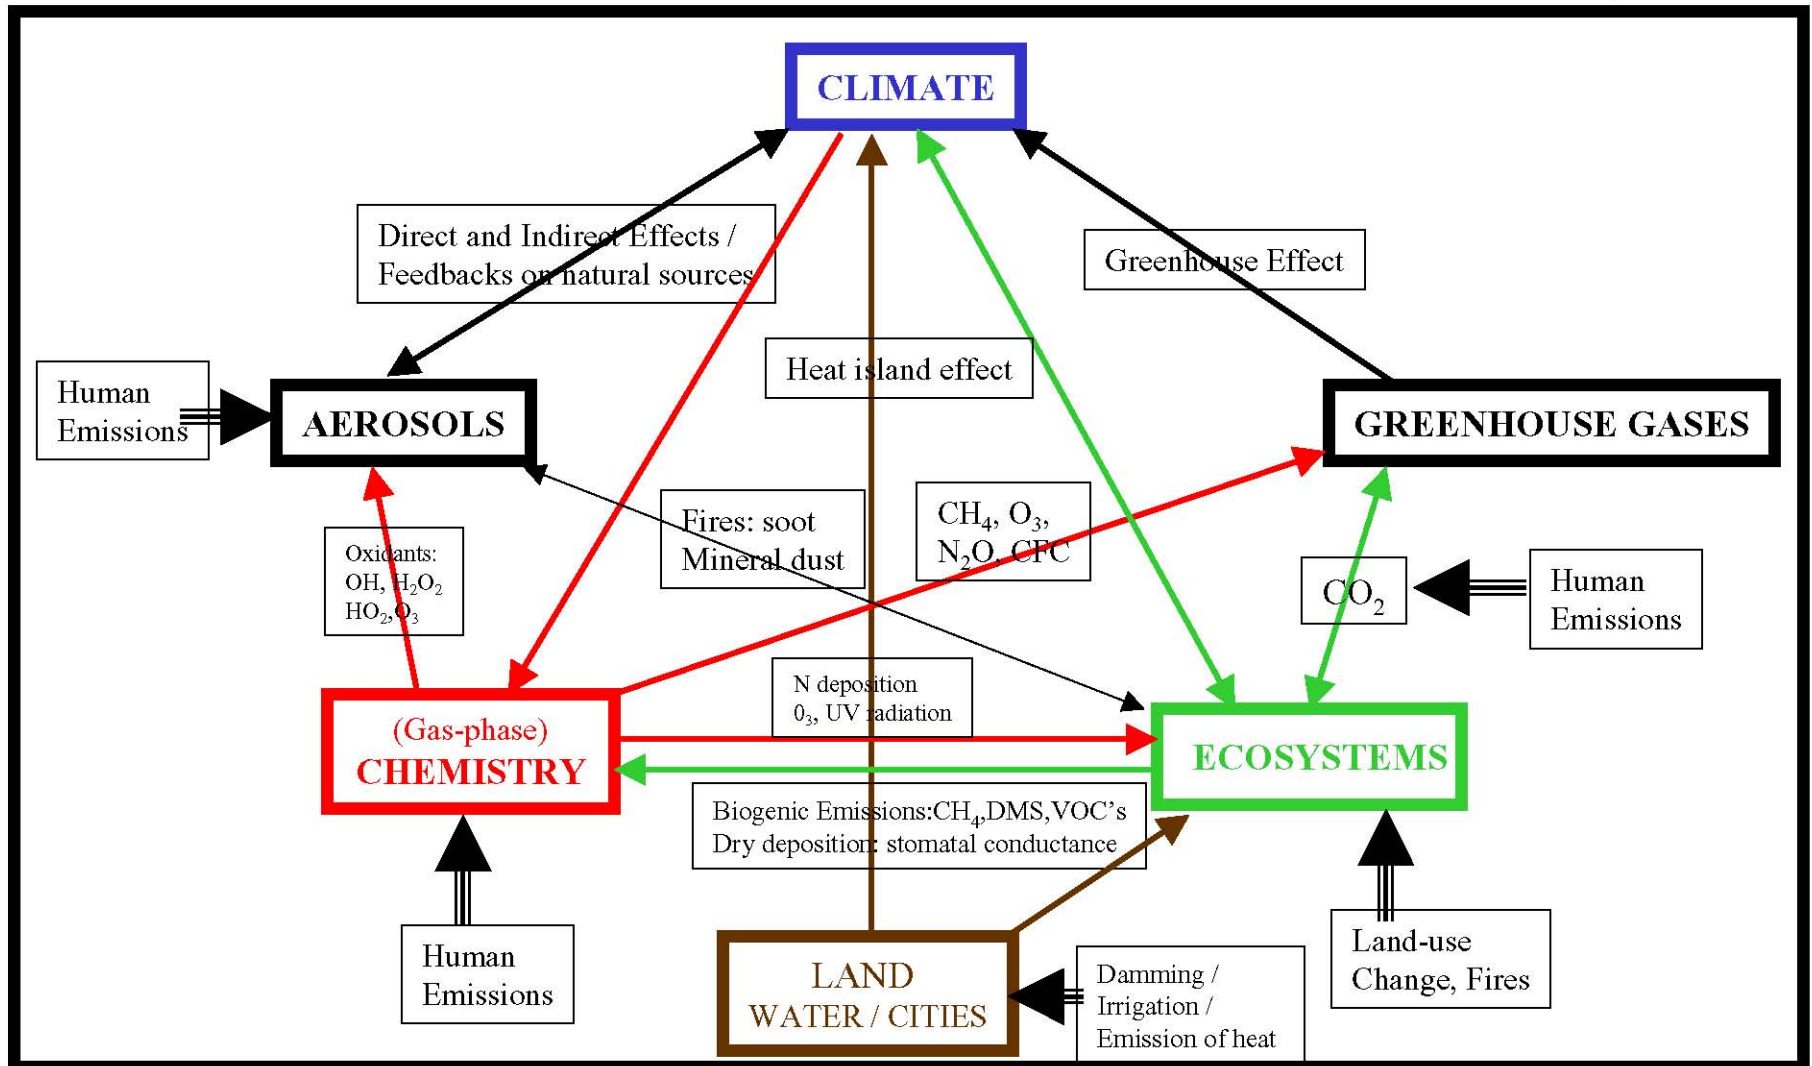 CLIMATE
Direct and Indirect Effects /
Feedbacks on natural sources
Greenhouse Effect
Heat island effect
Human
Emissions
AEROSOLS
GREENHOUSE GASES
Fires: soot
Mineral dust
CH₄, O₃,
N₂O, CFC
Oxidants:
OH, H₂O₂
HO₂,O₃
CO₂
Human
Emissions
N deposition
0₃, UV radiation
(Gas-phase)
CHEMISTRY
ECOSYSTEMS
Biogenic Emissions:CH₄,DMS,VOC’s
Dry deposition: stomatal conductance
Human
Emissions
LAND
WATER / CITIES
Damming /
Irrigation /
Emission of heat
Land-use
Change, Fires